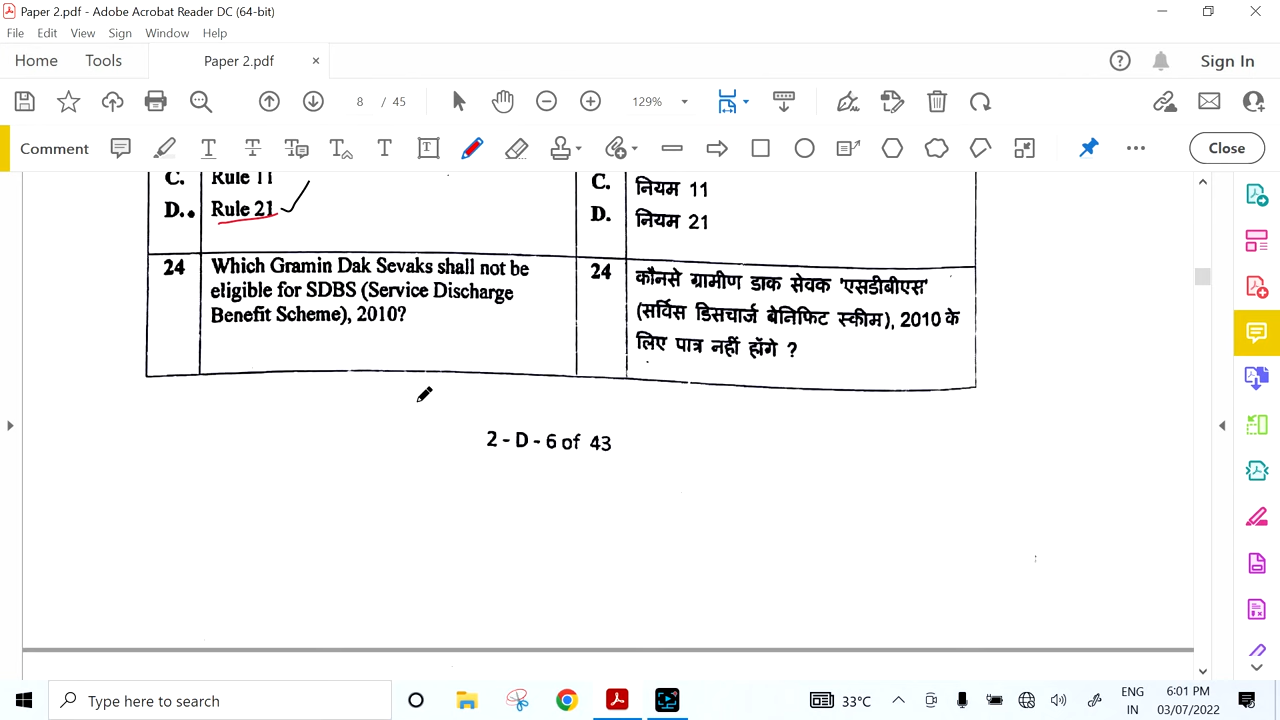 Paper 2.pdf - Adobe Acrobat Reader DC (64-bit)
File Edit View Sign Window Help
Home Tools Paper 2.pdf × Sign In
8 / 45 129%
Comment Close
C. Rule 11
D. Rule 21
C. नियम 11
D. नियम 21
24 Which Gramin Dak Sevaks shall not be
eligible for SDBS (Service Discharge
Benefit Scheme), 2010?
24 कौनसे ग्रामीण डाक सेवक 'एसडीबीएस'
(सर्विस डिसचार्ज बेनिफिट स्कीम), 2010 के
लिए पात्र नहीं होंगे ?
2 - D - 6 of 43
Type here to search
33°C
ENG
IN
6:01 PM
03/07/2022